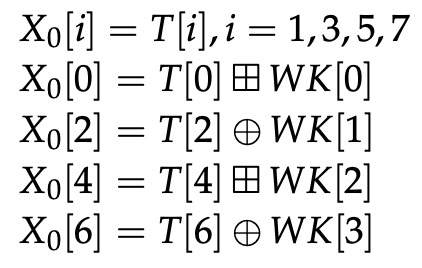 X₀[i] = T[i], i = 1, 3, 5, 7
X₀[0] = T[0] ⊞ WK[0]
X₀[2] = T[2] ⊕ WK[1]
X₀[4] = T[4] ⊞ WK[2]
X₀[6] = T[6] ⊕ WK[3]